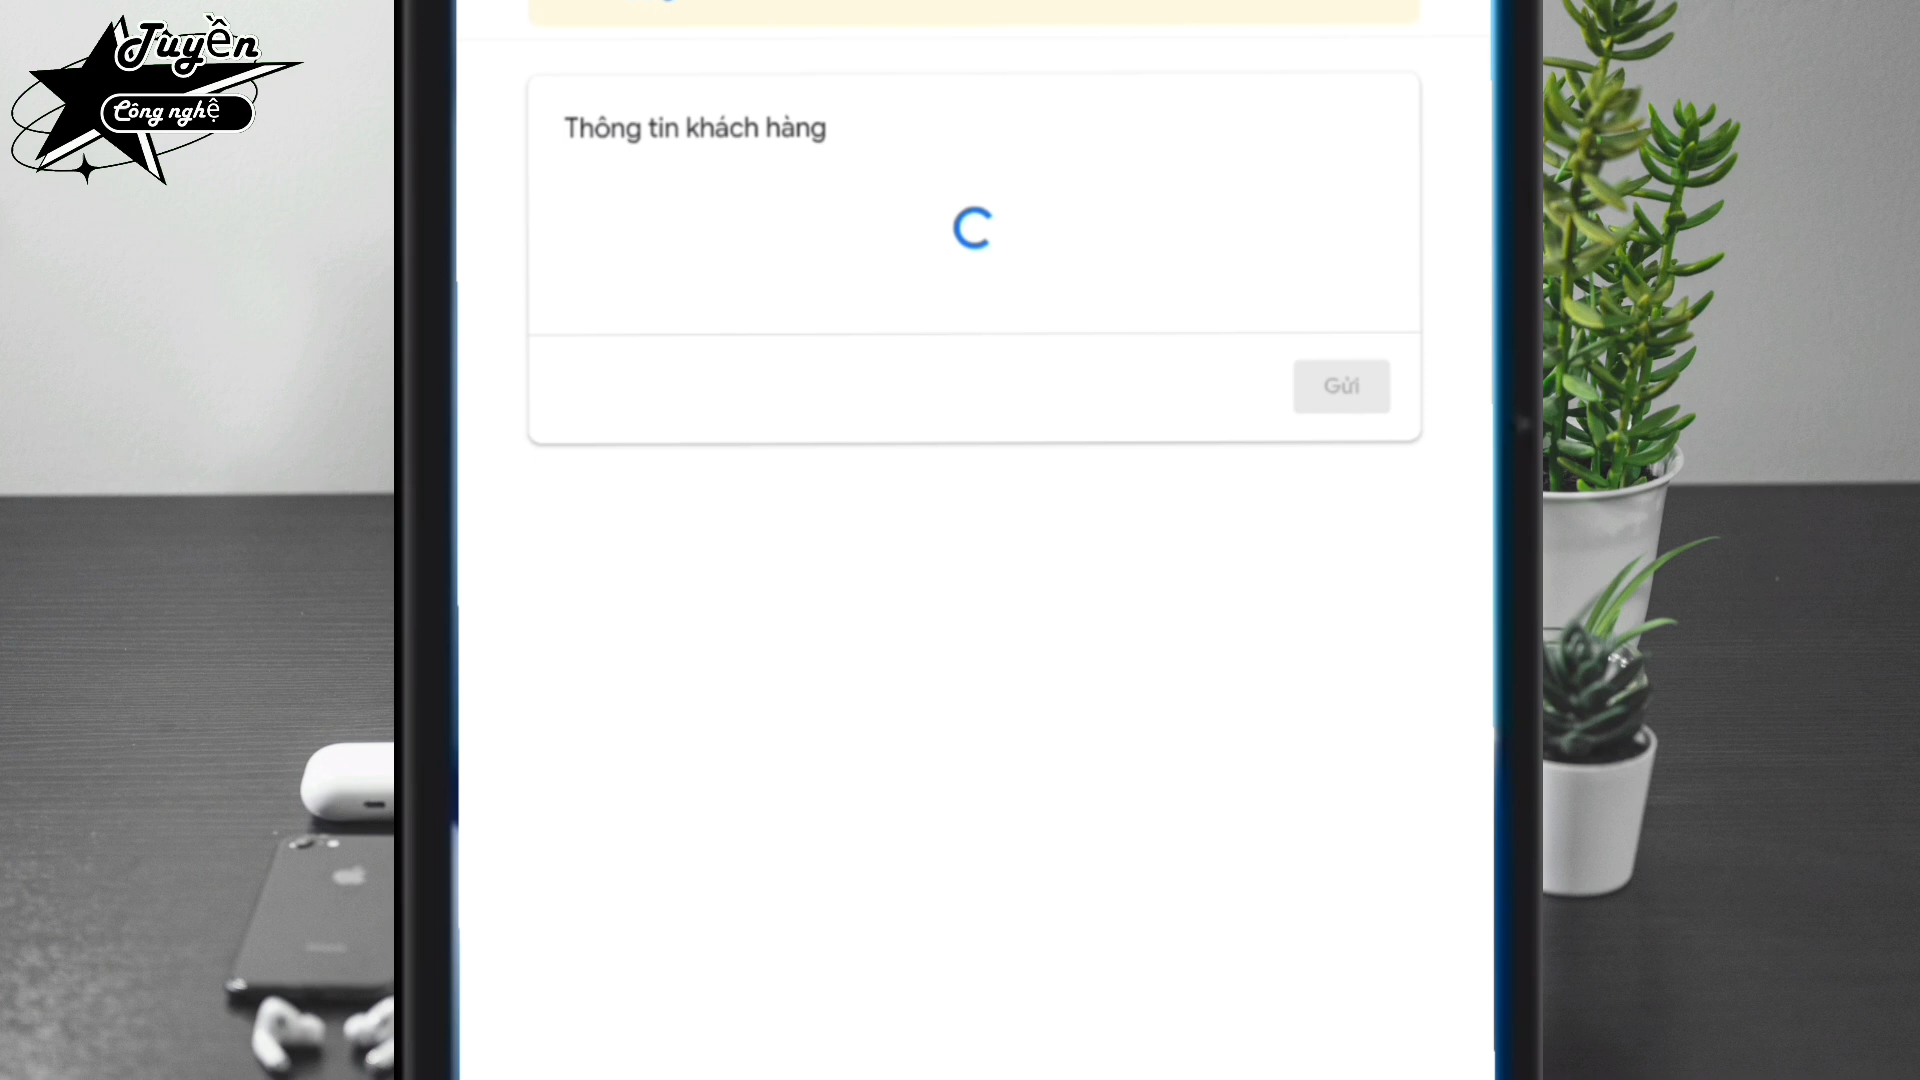 Tuyền
Công nghệ
Thông tin khách hàng
Gửi